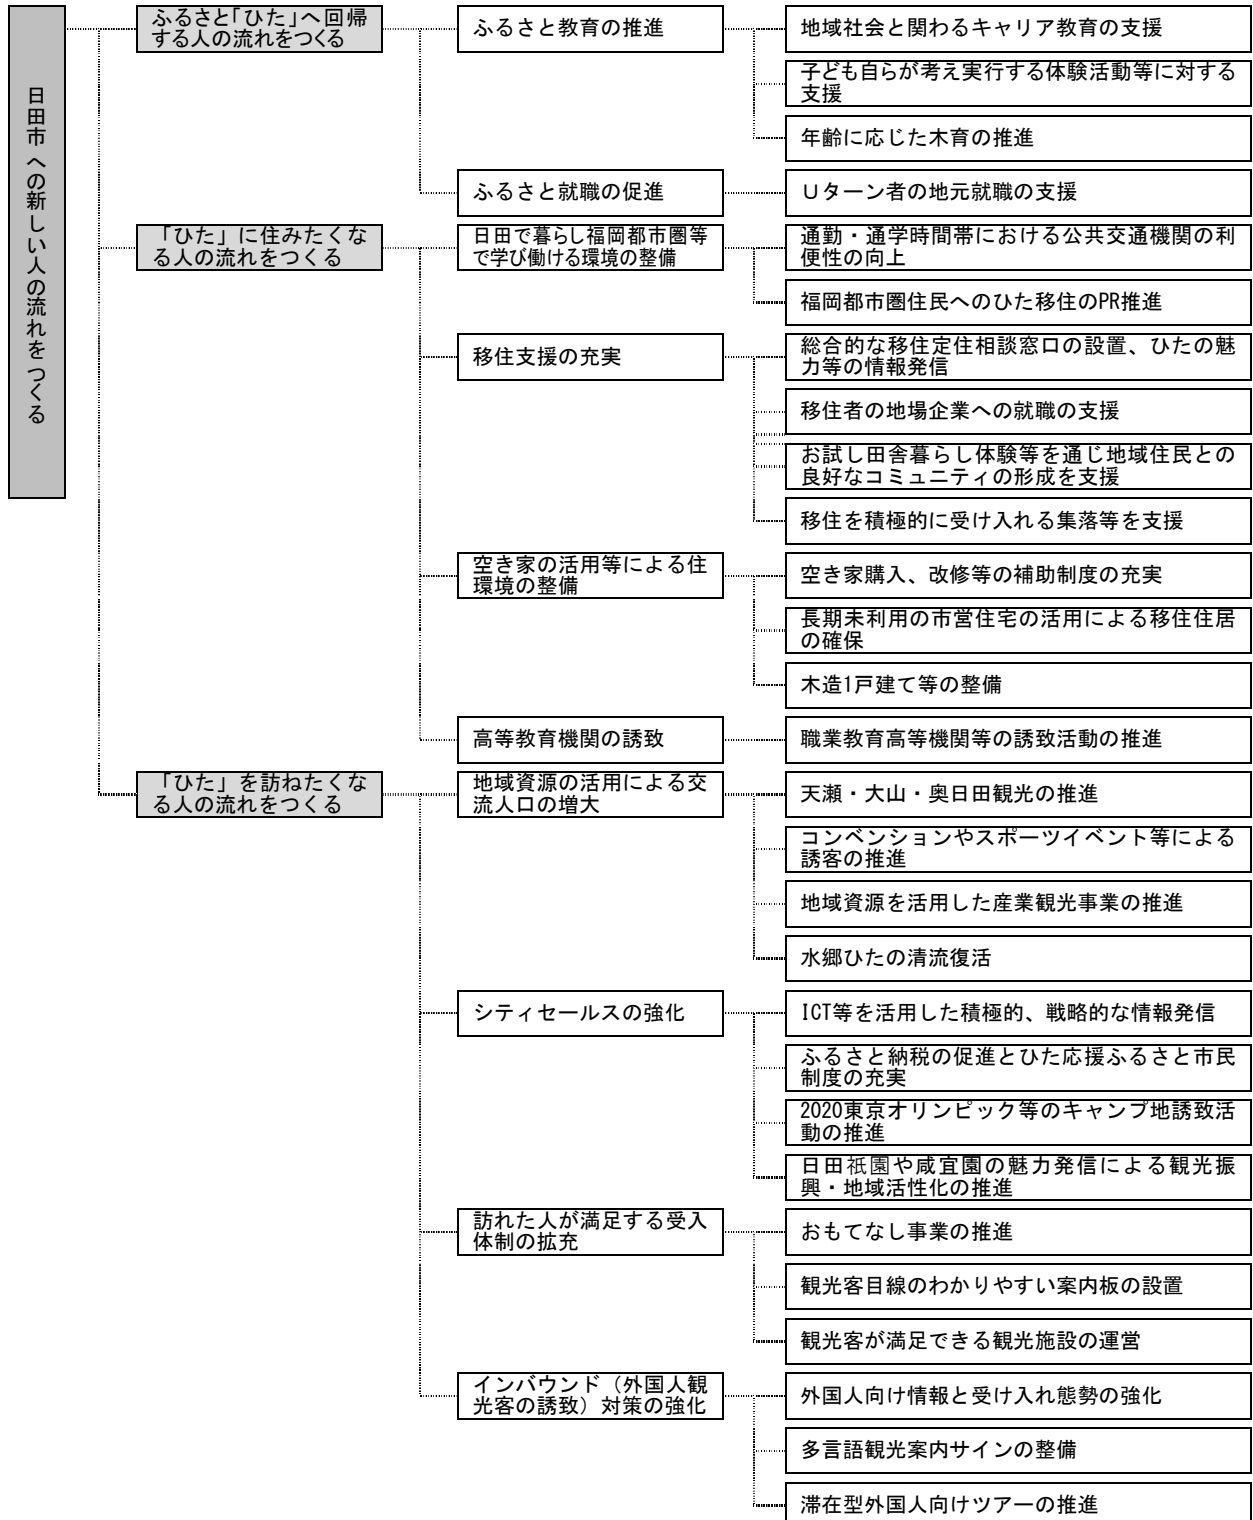 日田市への新しい人の流れをつくる
ふるさと「ひた」へ回帰
する人の流れをつくる
ふるさと教育の推進
地域社会と関わるキャリア教育の支援
子ども自らが考え実行する体験活動等に対する
支援
年齢に応じた木育の推進
ふるさと就職の促進
Uターン者の地元就職の支援
「ひた」に住みたくな
る人の流れをつくる
日田で暮らし福岡都市圏等
で学び働ける環境の整備
通勤・通学時間帯における公共交通機関の利
便性の向上
福岡都市圏住民へのひた移住のPR推進
移住支援の充実
総合的な移住定住相談窓口の設置、ひたの魅
力等の情報発信
移住者の地場企業への就職の支援
お試し田舎暮らし体験等を通じ地域住民との
良好なコミュニティの形成を支援
移住を積極的に受け入れる集落等を支援
空き家の活用等による住
環境の整備
空き家購入、改修等の補助制度の充実
長期未利用の市営住宅の活用による移住住居
の確保
木造1戸建て等の整備
高等教育機関の誘致
職業教育高等機関等の誘致活動の推進
「ひた」を訪ねたくな
る人の流れをつくる
地域資源の活用による交
流人口の増大
天瀬・大山・奥日田観光の推進
コンベンションやスポーツイベント等による
誘客の推進
地域資源を活用した産業観光事業の推進
水郷ひたの清流復活
シティセールスの強化
ICT等を活用した積極的、戦略的な情報発信
ふるさと納税の促進とひた応援ふるさと市民
制度の充実
2020東京オリンピック等のキャンプ地誘致活
動の推進
日田祇園や咸宜園の魅力発信による観光振
興・地域活性化の推進
訪れた人が満足する受入
体制の拡充
おもてなし事業の推進
観光客目線のわかりやすい案内板の設置
観光客が満足できる観光施設の運営
インバウンド（外国人観
光客の誘致）対策の強化
外国人向け情報と受け入れ態勢の強化
多言語観光案内サインの整備
滞在型外国人向けツアーの推進